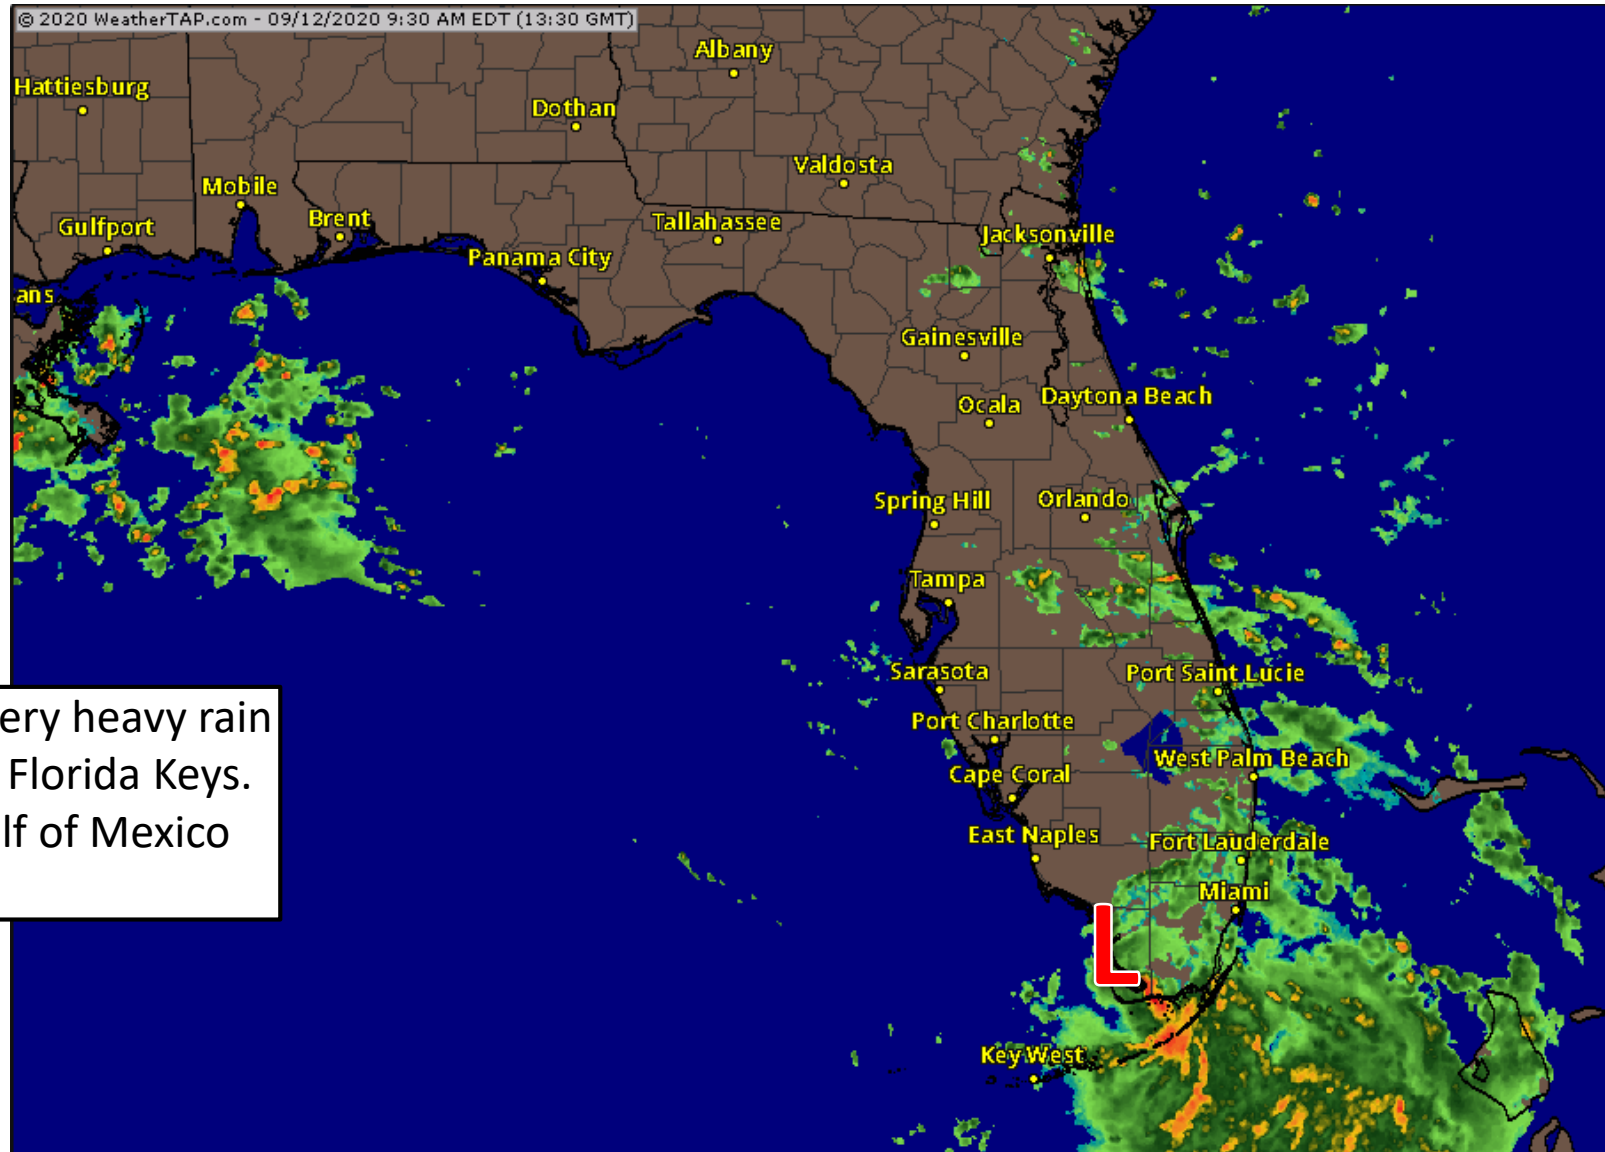 © 2020 WeatherTAP.com - 09/12/2020 9:30 AM EDT (13:30 GMT)
Albany
Hattiesburg
Dothan
Valdosta
Mobile
Brent
Gulfport
Tallahassee
Jacksonville
Panama City
ans
Gainesville
Ocala
Daytona Beach
Spring Hill
Orlando
Tampa
Sarasota
Port Saint Lucie
ery heavy rain
Florida Keys.
lf of Mexico
Port Charlotte
West Palm Beach
Cape Coral
East Naples
Fort Lauderdale
Miami
L
Key West